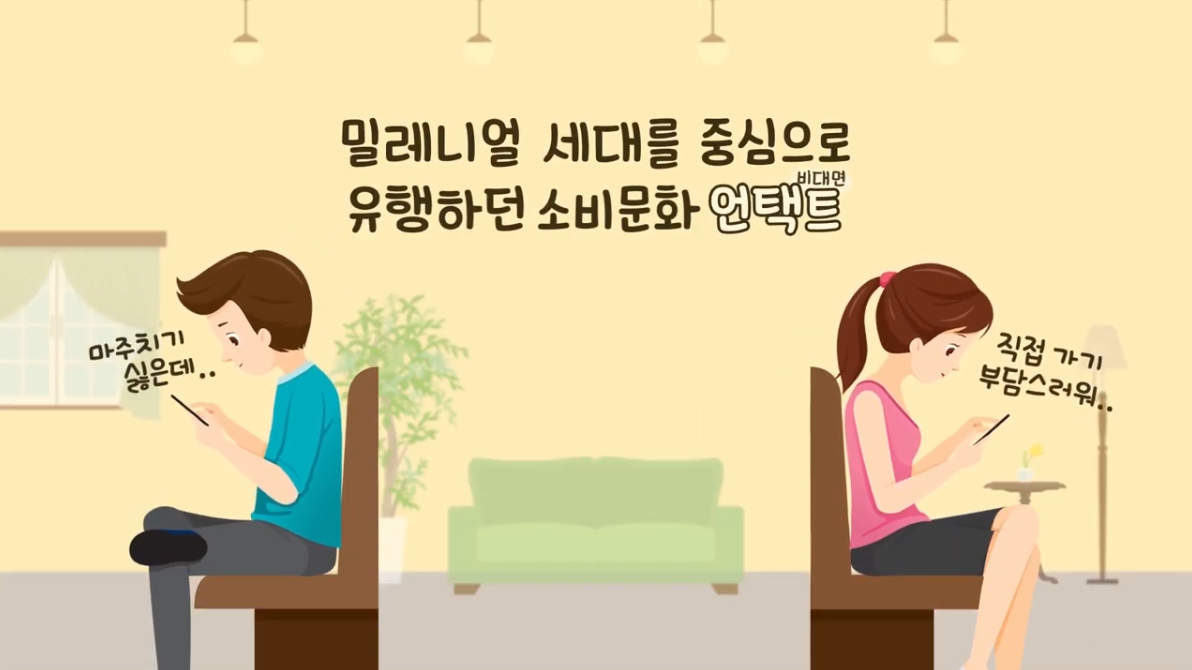 밀레니얼 세대를 중심으로
비대면
유행하던 소비문화 언택트
마주치기
싫은데..
직접 가기
부담스러워..